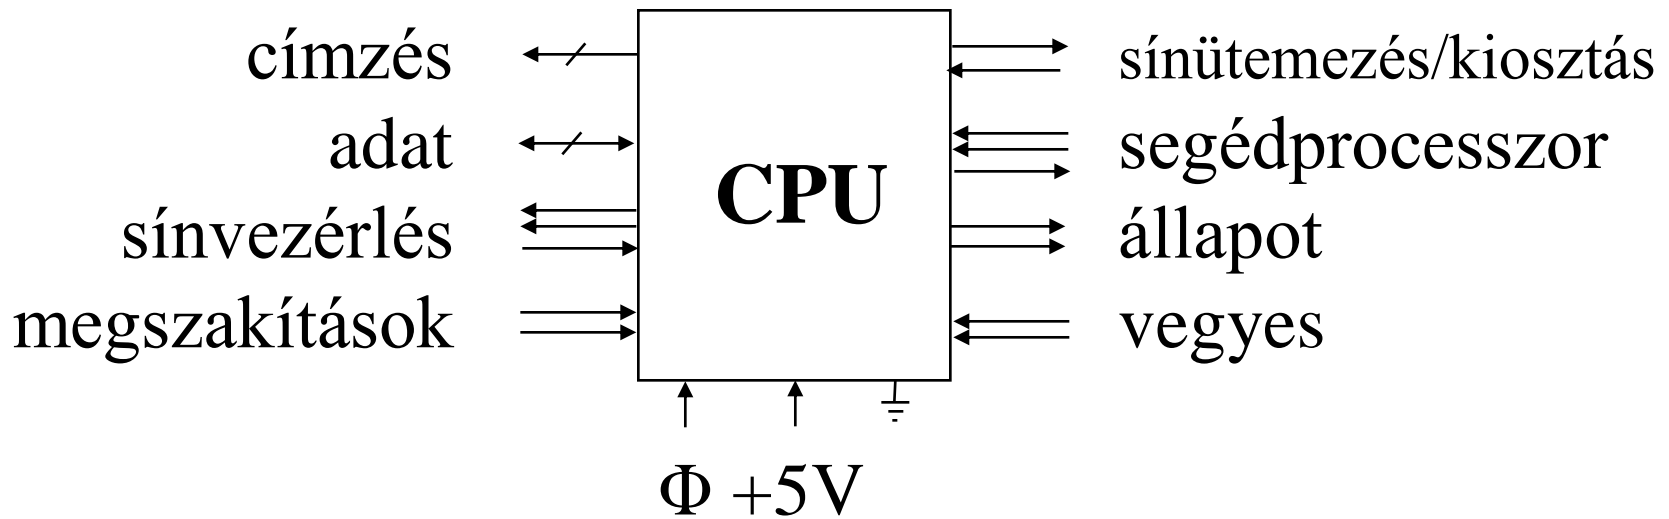 címzés
adat
sínvezérlés
megszakítások
CPU
sínütemezés/kiosztás
segédprocesszor
állapot
vegyes
Φ +5V